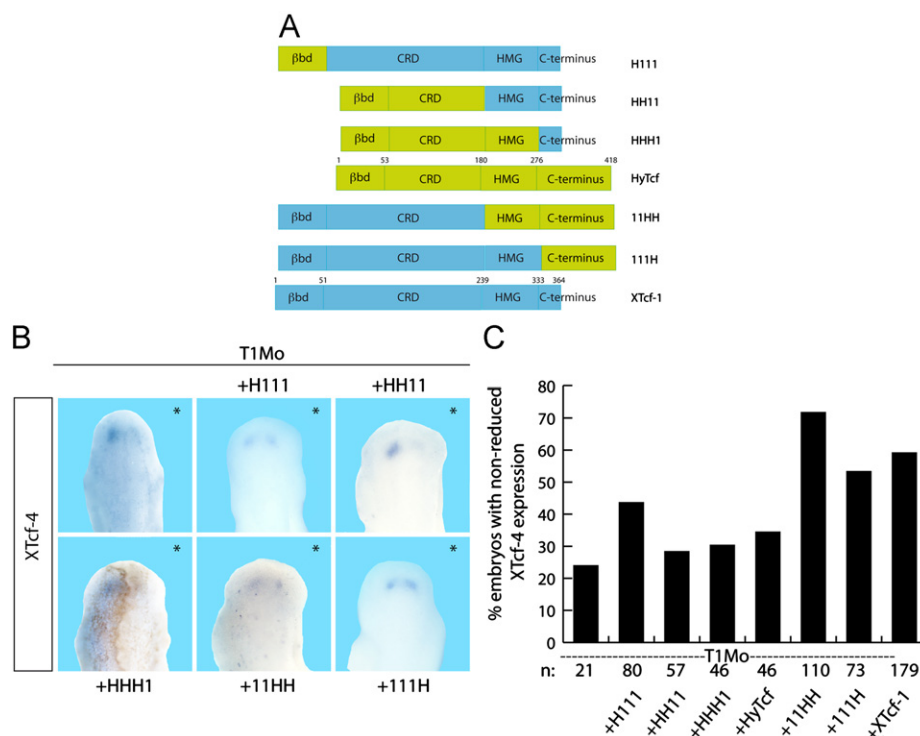 A
βbd CRD HMG C-terminus H111
βbd CRD HMG C-terminus HH11
βbd CRD HMG C-terminus HHH1
1 53 180 276 418
βbd CRD HMG C-terminus HyTcf
βbd CRD HMG C-terminus 11HH
βbd CRD HMG C-terminus 111H
1 51 239 333 364
βbd CRD HMG C-terminus XTcf-1
B
T1Mo
+H111 +HH11
XTcf-4
* * *
* * *
+HHH1 +11HH +111H
C
% embryos with non-reduced
XTcf-4 expression
80
70
60
50
40
30
20
10
0
T1Mo
n: 21 80 57 46 46 110 73 179
+H111 +HH11 +HHH1 +HyTcf +11HH +111H +XTcf-1